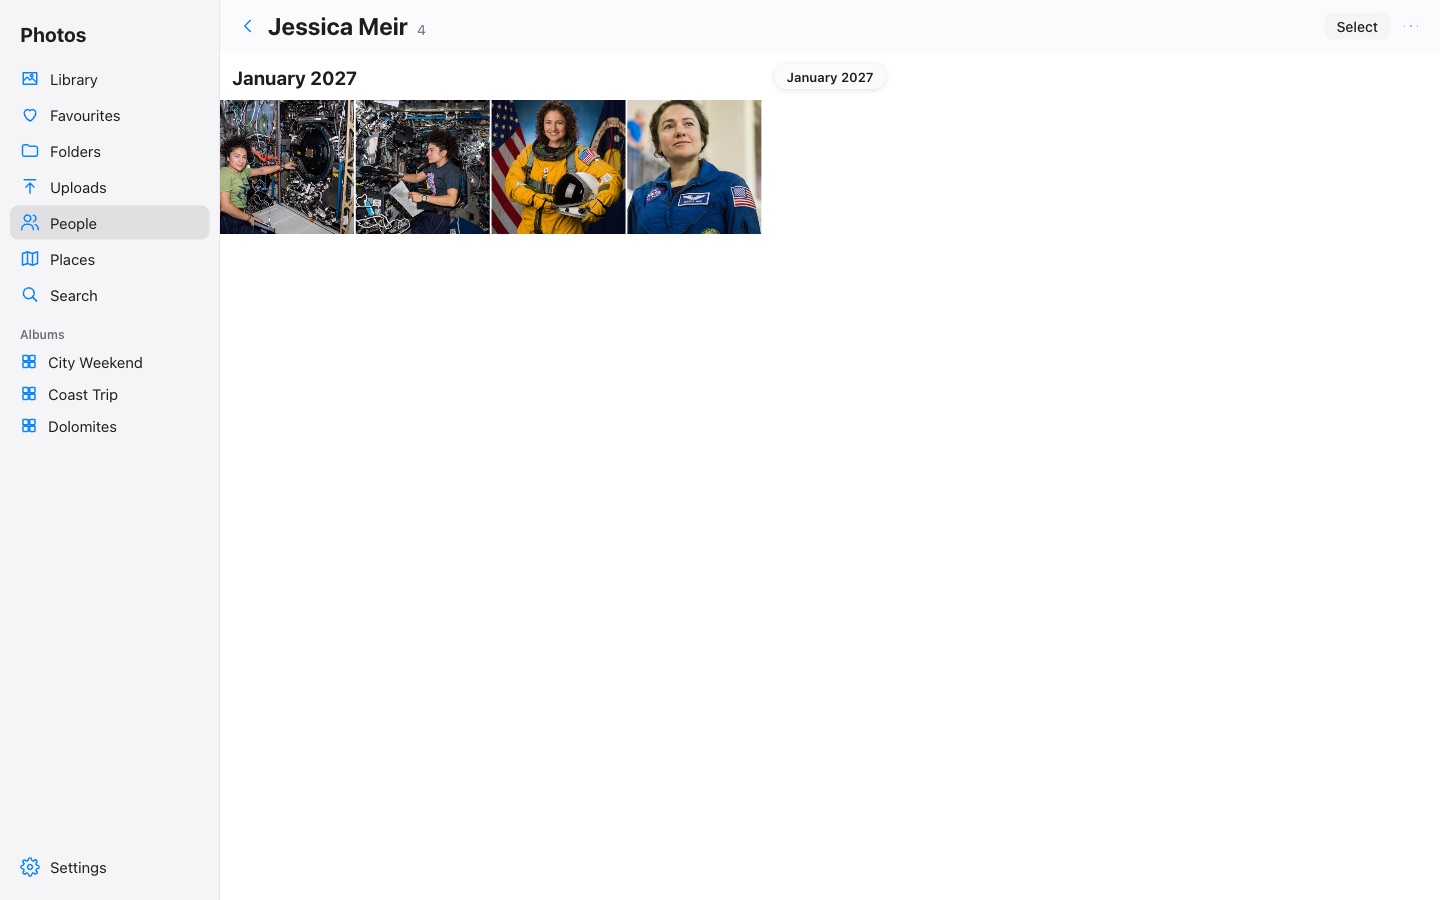 Photos
Library
Favourites
Folders
Uploads
People
Places
Search
Albums
City Weekend
Coast Trip
Dolomites
Settings
Jessica Meir 4
Select
January 2027
January 2027